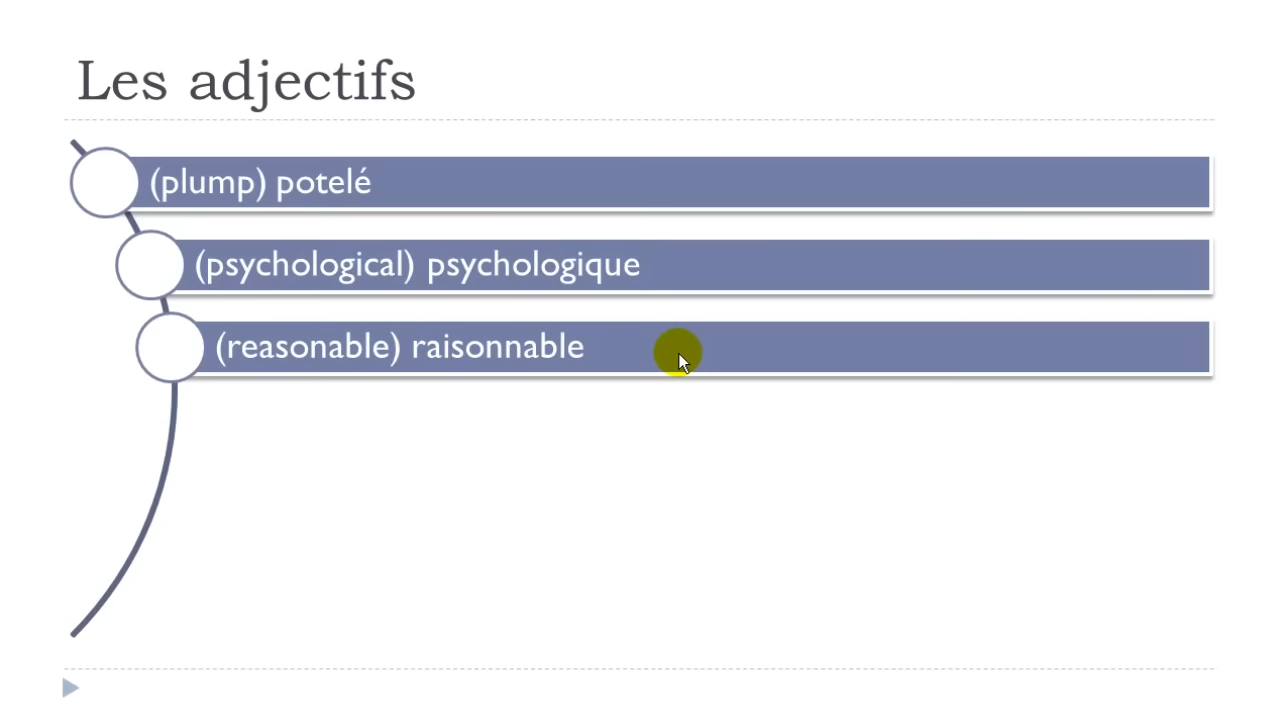 Les adjectifs
(plump) potelé
(psychological) psychologique
(reasonable) raisonnable